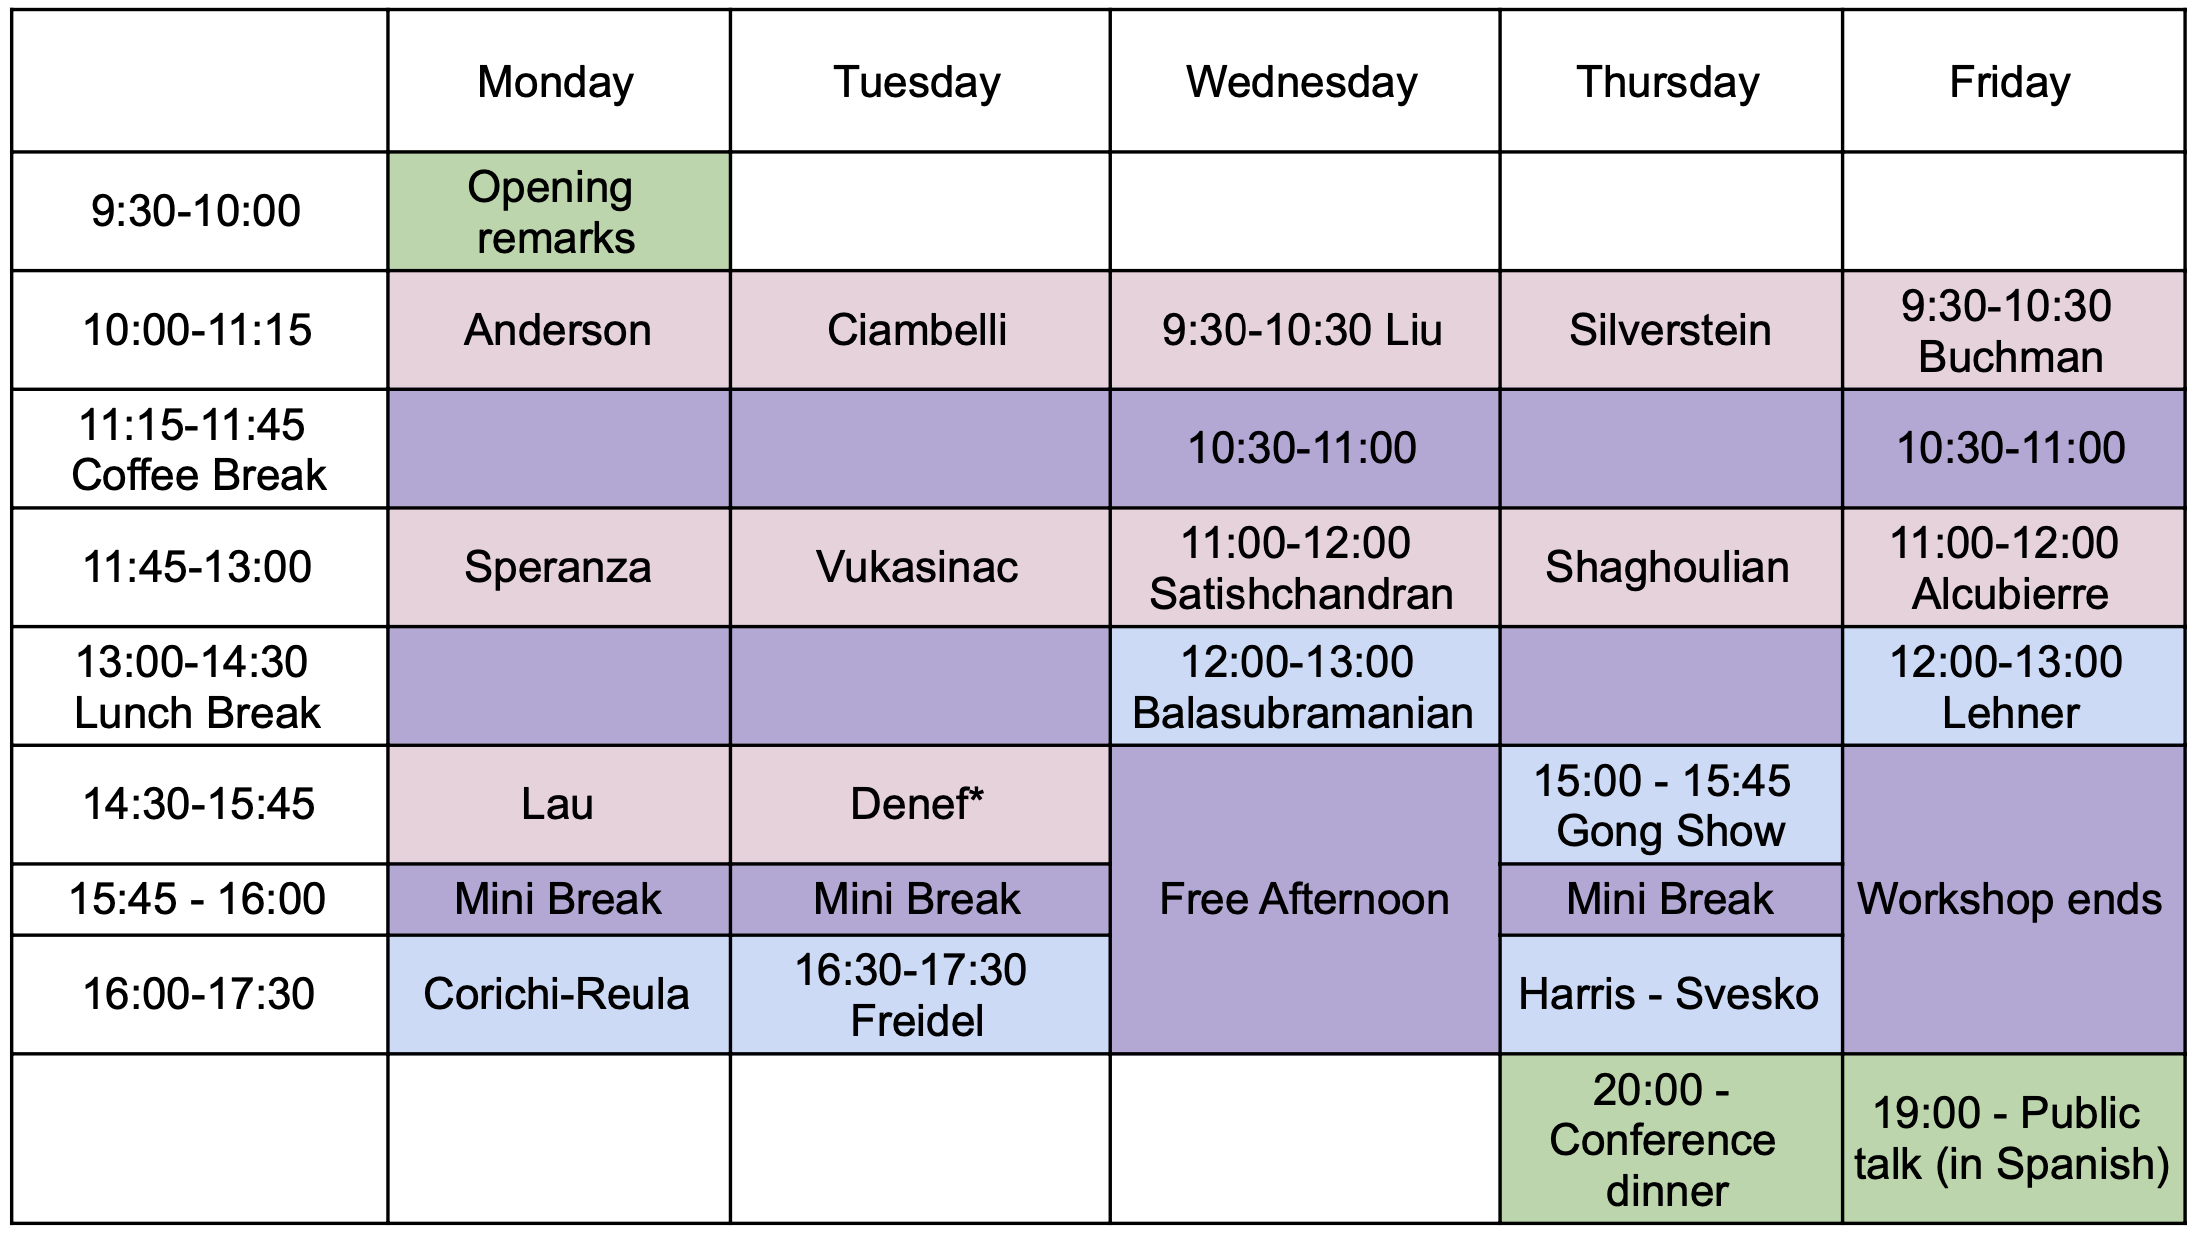 Monday Tuesday Wednesday Thursday Friday
9:30-10:00
Opening
remarks
10:00-11:15 Anderson Ciambelli 9:30-10:30 Liu Silverstein
9:30-10:30
Buchman
11:15-11:45
Coffee Break
10:30-11:00 10:30-11:00
11:45-13:00 Speranza Vukasinac
11:00-12:00
Satishchandran
Shaghoulian
11:00-12:00
Alcubierre
13:00-14:30
Lunch Break
12:00-13:00
Balasubramanian
12:00-13:00
Lehner
14:30-15:45 Lau Denef*
15:00 - 15:45
Gong Show
15:45 - 16:00 Mini Break Mini Break Free Afternoon Mini Break Workshop ends
16:00-17:30 Corichi-Reula
16:30-17:30
Freidel
Harris - Svesko
20:00 -
Conference
dinner
19:00 - Public
talk (in Spanish)